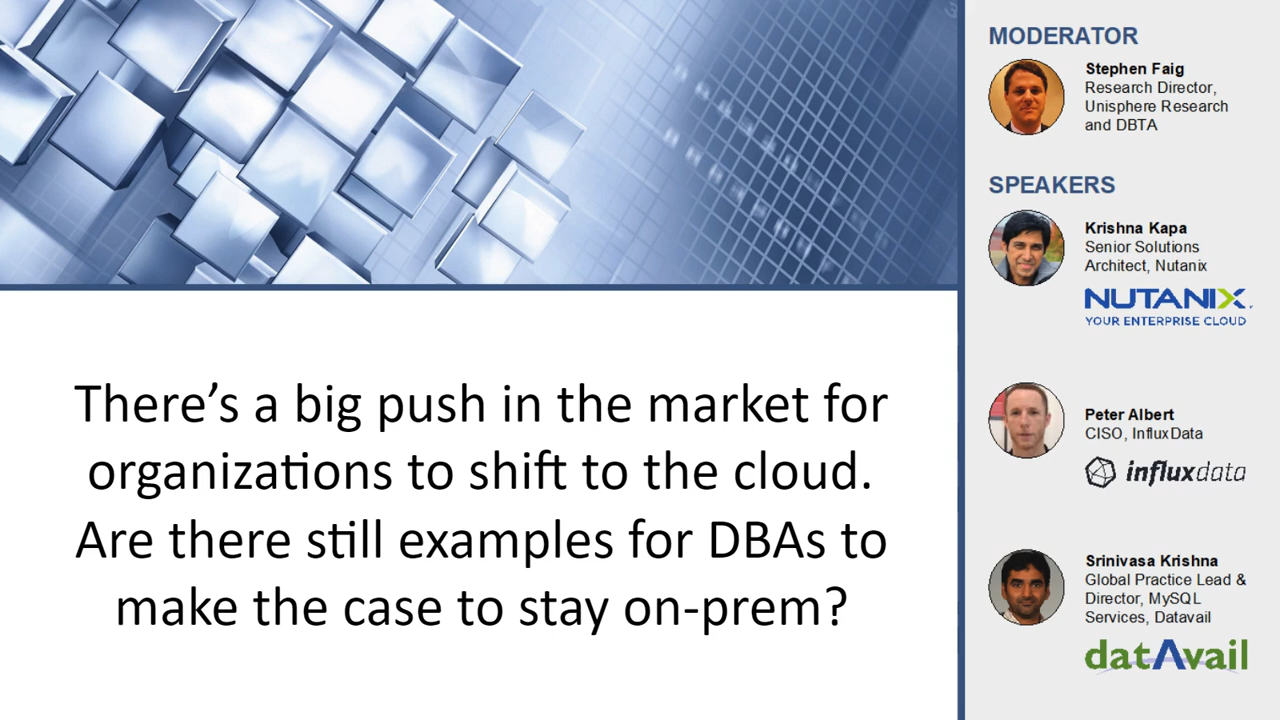 There's a big push in the market for
organizations to shift to the cloud.
Are there still examples for DBAs to
make the case to stay on-prem?
MODERATOR
Stephen Faig
Research Director,
Unisphere Research
and DBTA
SPEAKERS
Krishna Kapa
Senior Solutions
Architect, Nutanix
NUTANIX
YOUR ENTERPRISE CLOUD
Peter Albert
CISO, InfluxData
influxdata
Srinivasa Krishna
Global Practice Lead &
Director, MySQL
Services, Datavail
datAvail